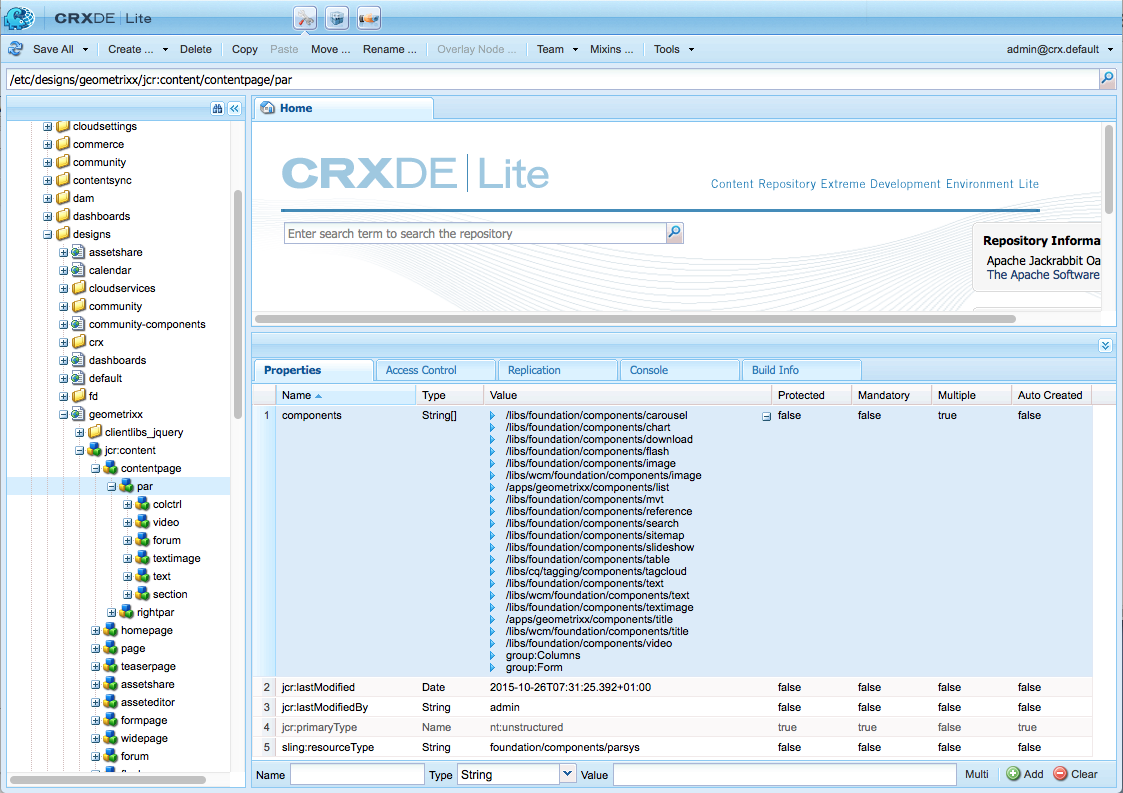 CRXDE | Lite
Save All Create ... Delete Copy Paste Move ... Rename ... Overlay Node ... Team Mixins ... Tools admin@crx.default
/etc/designs/geometrixx/jcr:content/contentpage/par
cloudsettings
commerce
community
contentsync
dam
dashboards
designs
assetshare
calendar
cloudservices
community
community-components
crx
dashboards
default
fd
geometrixx
clientlibs_jquery
jcr:content
contentpage
par
colctrl
video
forum
textimage
text
section
rightpar
homepage
page
teaserpage
assetshare
asseteditor
formpage
widepage
forum
Home
CRXDE | Lite
Content Repository Extreme Development Environment Lite
Enter search term to search the repository
Repository Informa
Apache Jackrabbit Oa
The Apache Software
Properties Access Control Replication Console Build Info
Name Type Value Protected Mandatory Multiple Auto Created
1 components String[] /libs/foundation/components/carousel false false true false
/libs/foundation/components/chart
/libs/foundation/components/download
/libs/foundation/components/flash
/libs/foundation/components/image
/libs/wcm/foundation/components/image
/apps/geometrixx/components/list
/libs/foundation/components/mvt
/libs/foundation/components/reference
/libs/foundation/components/search
/libs/foundation/components/sitemap
/libs/foundation/components/slideshow
/libs/foundation/components/table
/libs/cq/tagging/components/tagcloud
/libs/foundation/components/text
/libs/wcm/foundation/components/text
/libs/foundation/components/textimage
/apps/geometrixx/components/title
/libs/wcm/foundation/components/title
/libs/foundation/components/video
group:Columns
group:Form
2 jcr:lastModified Date 2015-10-26T07:31:25.392+01:00 false false false false
3 jcr:lastModifiedBy String admin false false false false
4 jcr:primaryType Name nt:unstructured true true false true
5 sling:resourceType String foundation/components/parsys false false false false
Name Type String Value Multi Add Clear